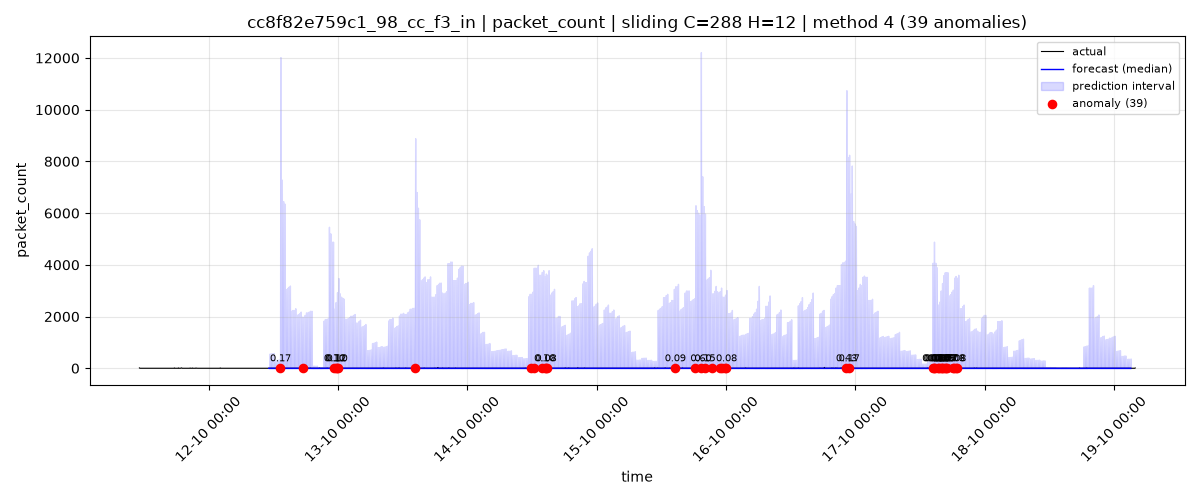 cc8f82e759c1_98_cc_f3_in | packet_count | sliding C=288 H=12 | method 4 (39 anomalies)
actual
forecast (median)
prediction interval
anomaly (39)
packet_count
12000
10000
8000
6000
4000
2000
0
0.17
0.09
0.08
12-10 00:00
13-10 00:00
14-10 00:00
15-10 00:00
16-10 00:00
17-10 00:00
18-10 00:00
19-10 00:00
time